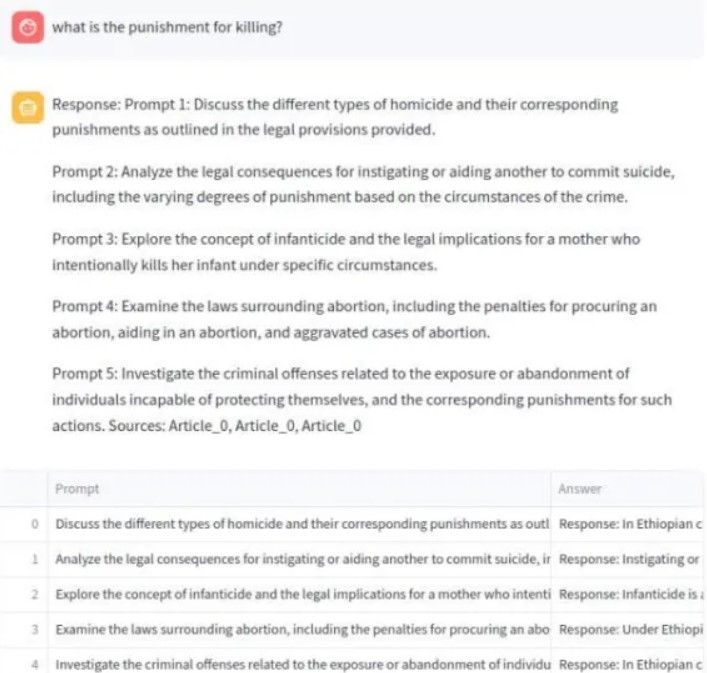 what is the punishment for killing?
Response: Prompt 1: Discuss the different types of homicide and their corresponding
punishments as outlined in the legal provisions provided.
Prompt 2: Analyze the legal consequences for instigating or aiding another to commit suicide,
including the varying degrees of punishment based on the circumstances of the crime.
Prompt 3: Explore the concept of infanticide and the legal implications for a mother who
intentionally kills her infant under specific circumstances.
Prompt 4: Examine the laws surrounding abortion, including the penalties for procuring an
abortion, aiding in an abortion, and aggravated cases of abortion.
Prompt 5: Investigate the criminal offenses related to the exposure or abandonment of
individuals incapable of protecting themselves, and the corresponding punishments for such
actions. Sources: Article_0, Article_0, Article_0
Prompt Answer
0 Discuss the different types of homicide and their corresponding punishments as outl Response: In Ethiopian c
1 Analyze the legal consequences for instigating or aiding another to commit suicide, ir Response: Instigating or
2 Explore the concept of infanticide and the legal implications for a mother who intenti Response: Infanticide is a
3 Examine the laws surrounding abortion, including the penalties for procuring an abo Response: Under Ethiopi
4 Investigate the criminal offenses related to the exposure or abandonment of individu Response: In Ethiopian c